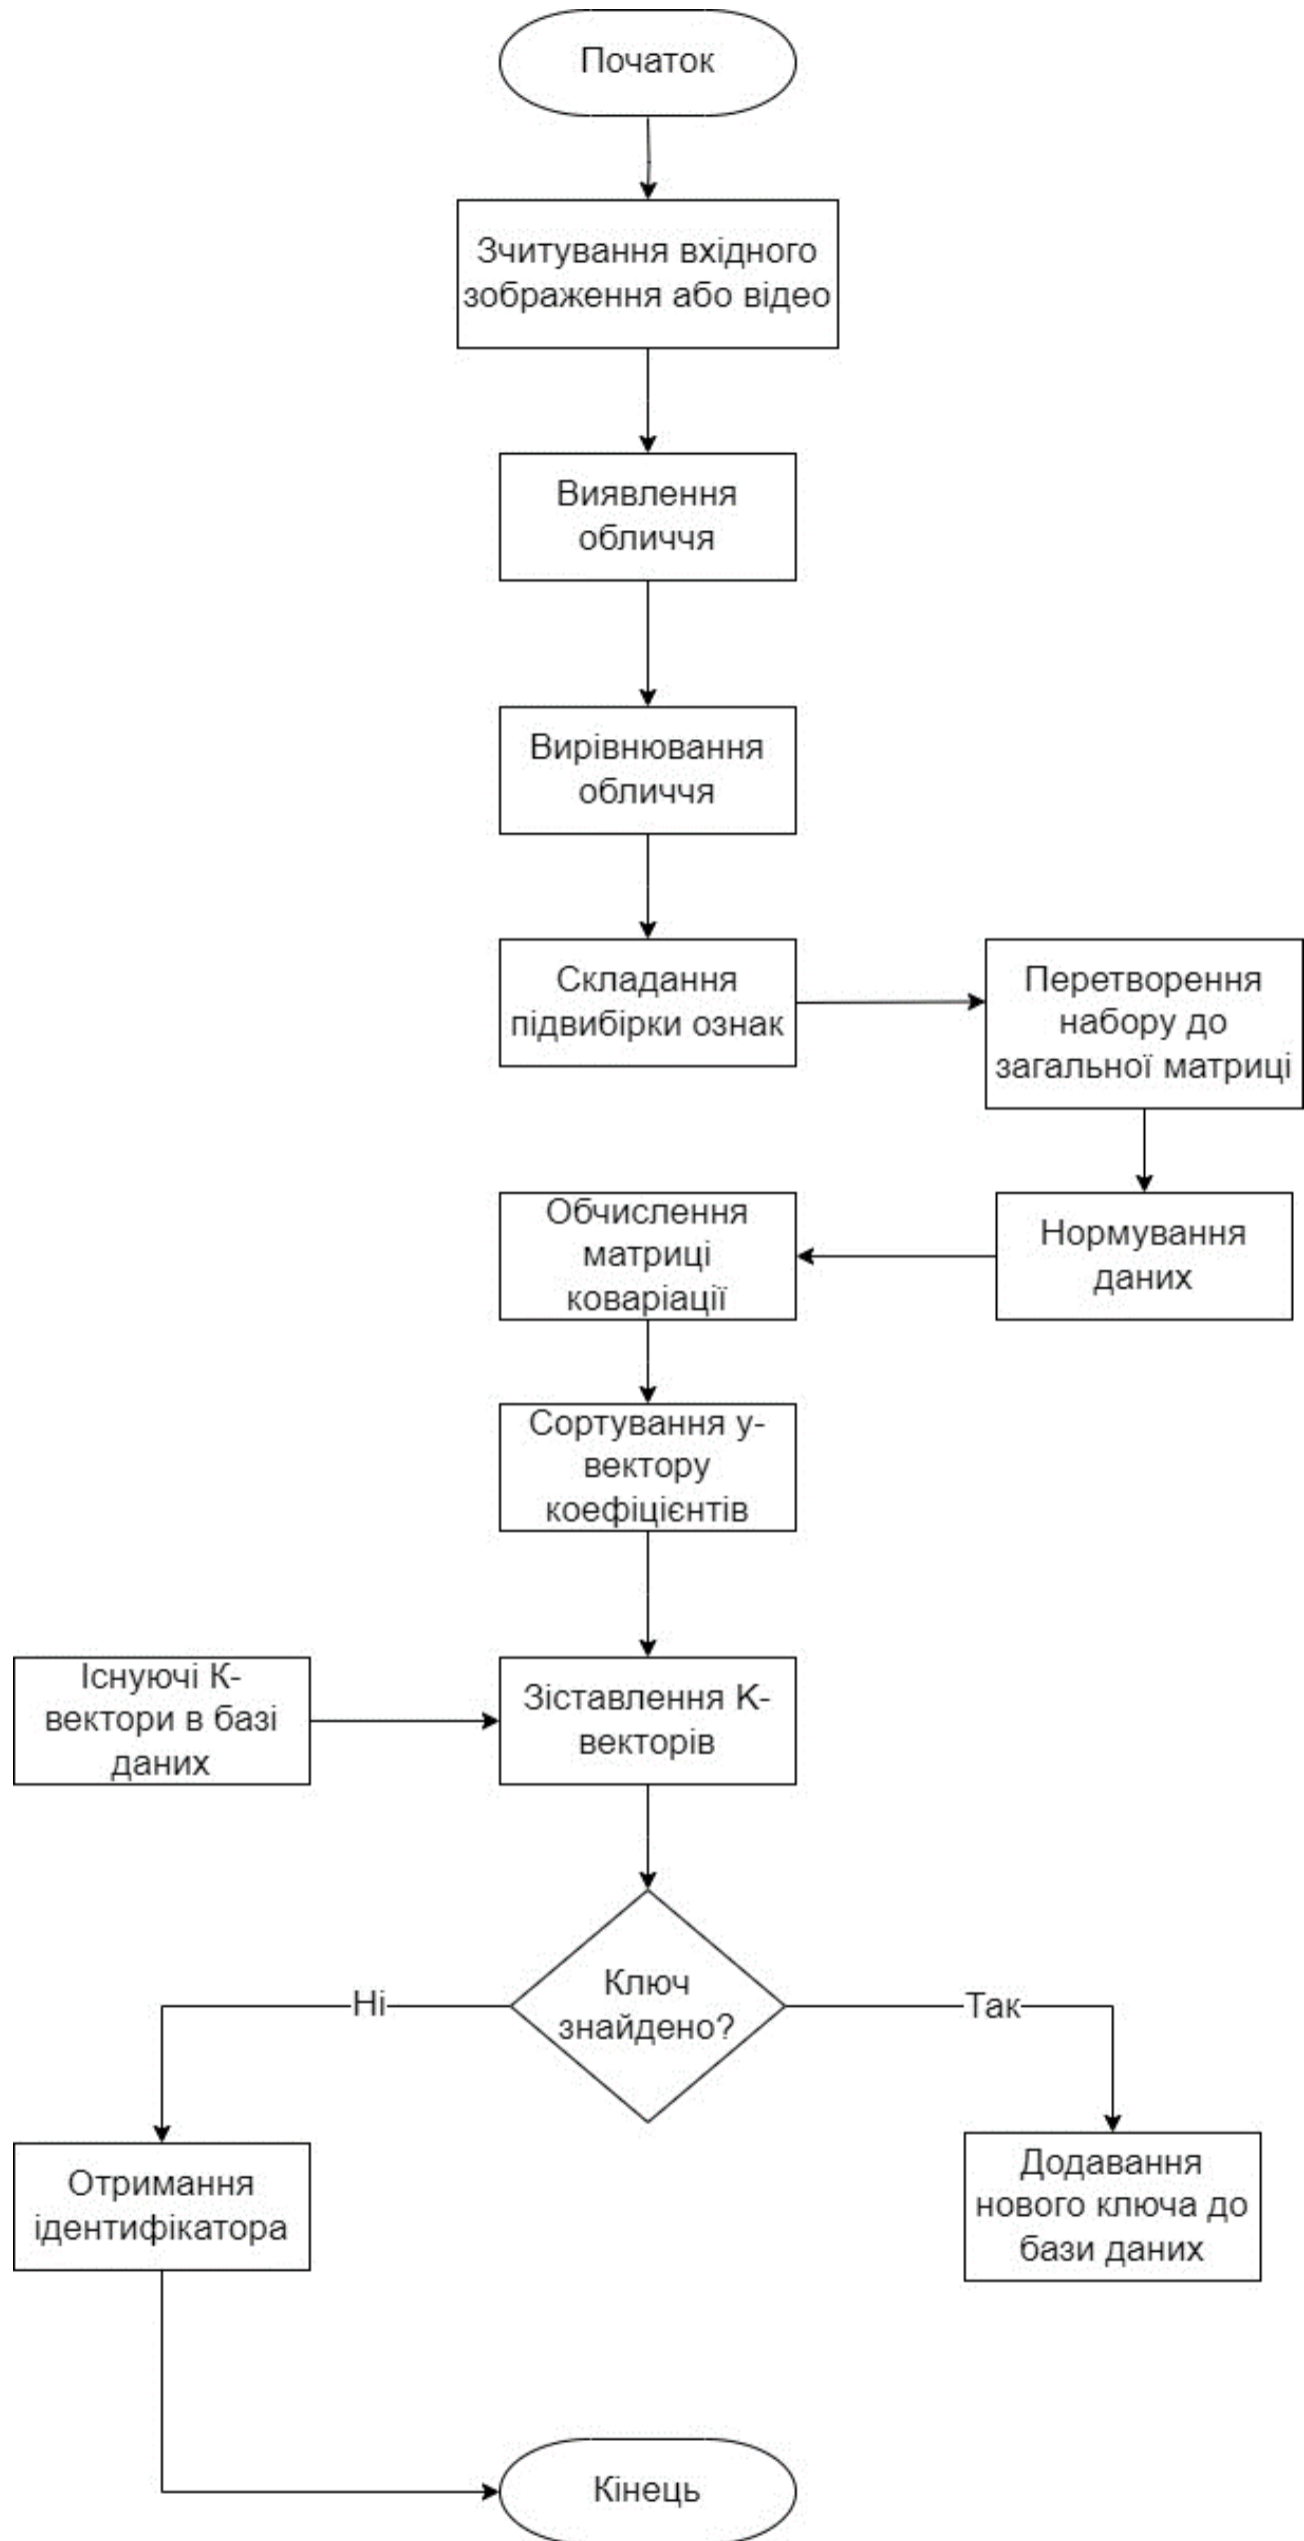 Початок
Зчитування вхідного
зображення або відео
Виявлення
обличчя
Вирівнювання
обличчя
Складання
підвибірки ознак
Перетворення
набору до
загальної матриці
Обчислення
матриці
коваріації
Нормування
даних
Сортування у-
вектору
коефіцієнтів
Існуючі К-
вектори в базі
даних
Зіставлення К-
векторів
Ключ
знайдено?
Ні
Так
Отримання
ідентифікатора
Додавання
нового ключа до
бази даних
Кінець